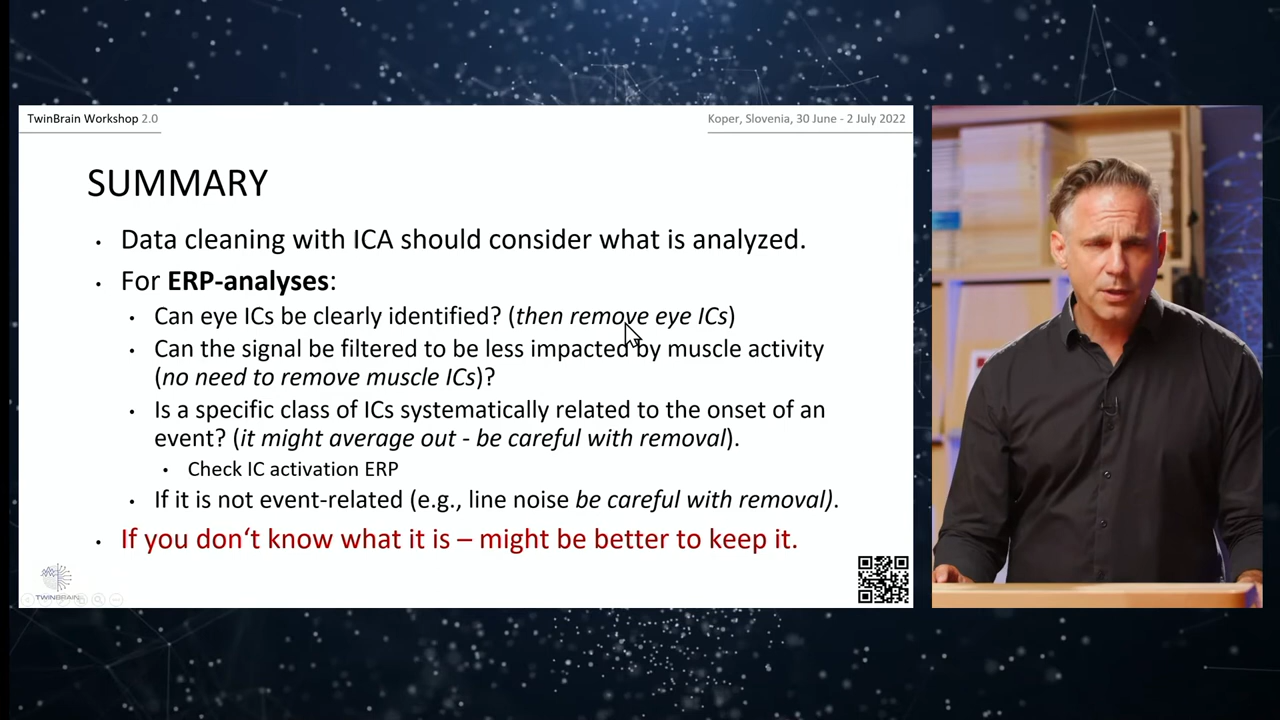 TwinBrain Workshop 2.0
Koper, Slovenia, 30 June - 2 July 2022
SUMMARY
• Data cleaning with ICA should consider what is analyzed.
• For ERP-analyses:
• Can eye ICs be clearly identified? (then remove eye ICs)
• Can the signal be filtered to be less impacted by muscle activity
(no need to remove muscle ICs)?
• Is a specific class of ICs systematically related to the onset of an
event? (it might average out - be careful with removal).
• Check IC activation ERP
• If it is not event-related (e.g., line noise be careful with removal).
• If you don‘t know what it is – might be better to keep it.
TWINBRAIN